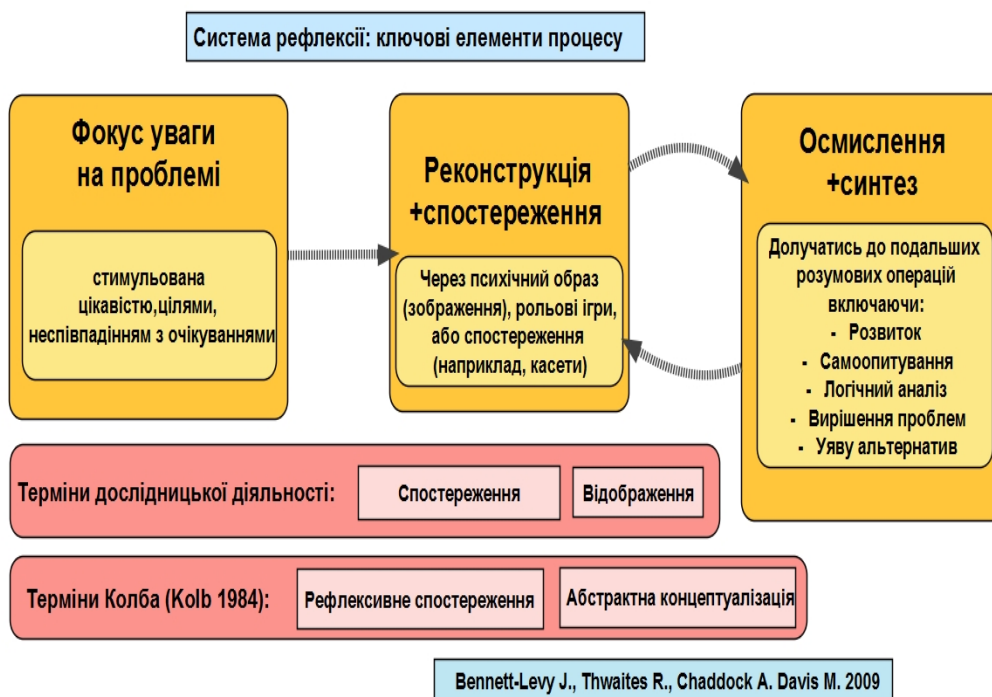 Система рефлексії: ключові елементи процесу
Фокус уваги
на проблемі
стимульована
цікавістю,цілями,
неспівпадінням з очікуваннями
Реконструкція
+спостереження
Через психічний образ
(зображення), рольові ігри,
або спостереження
(наприклад, касети)
Осмислення
+синтез
Долучатись до подальших
розумових операцій
включаючи:
- Розвиток
- Самоопитування
- Логічний аналіз
- Вирішення проблем
- Уяву альтернатив
Терміни дослідницької діяльності:
Спостереження
Відображення
Терміни Колба (Kolb 1984):
Рефлексивне спостереження
Абстрактна концептуалізація
Bennett-Levy J., Thwaites R., Chaddock A. Davis M. 2009